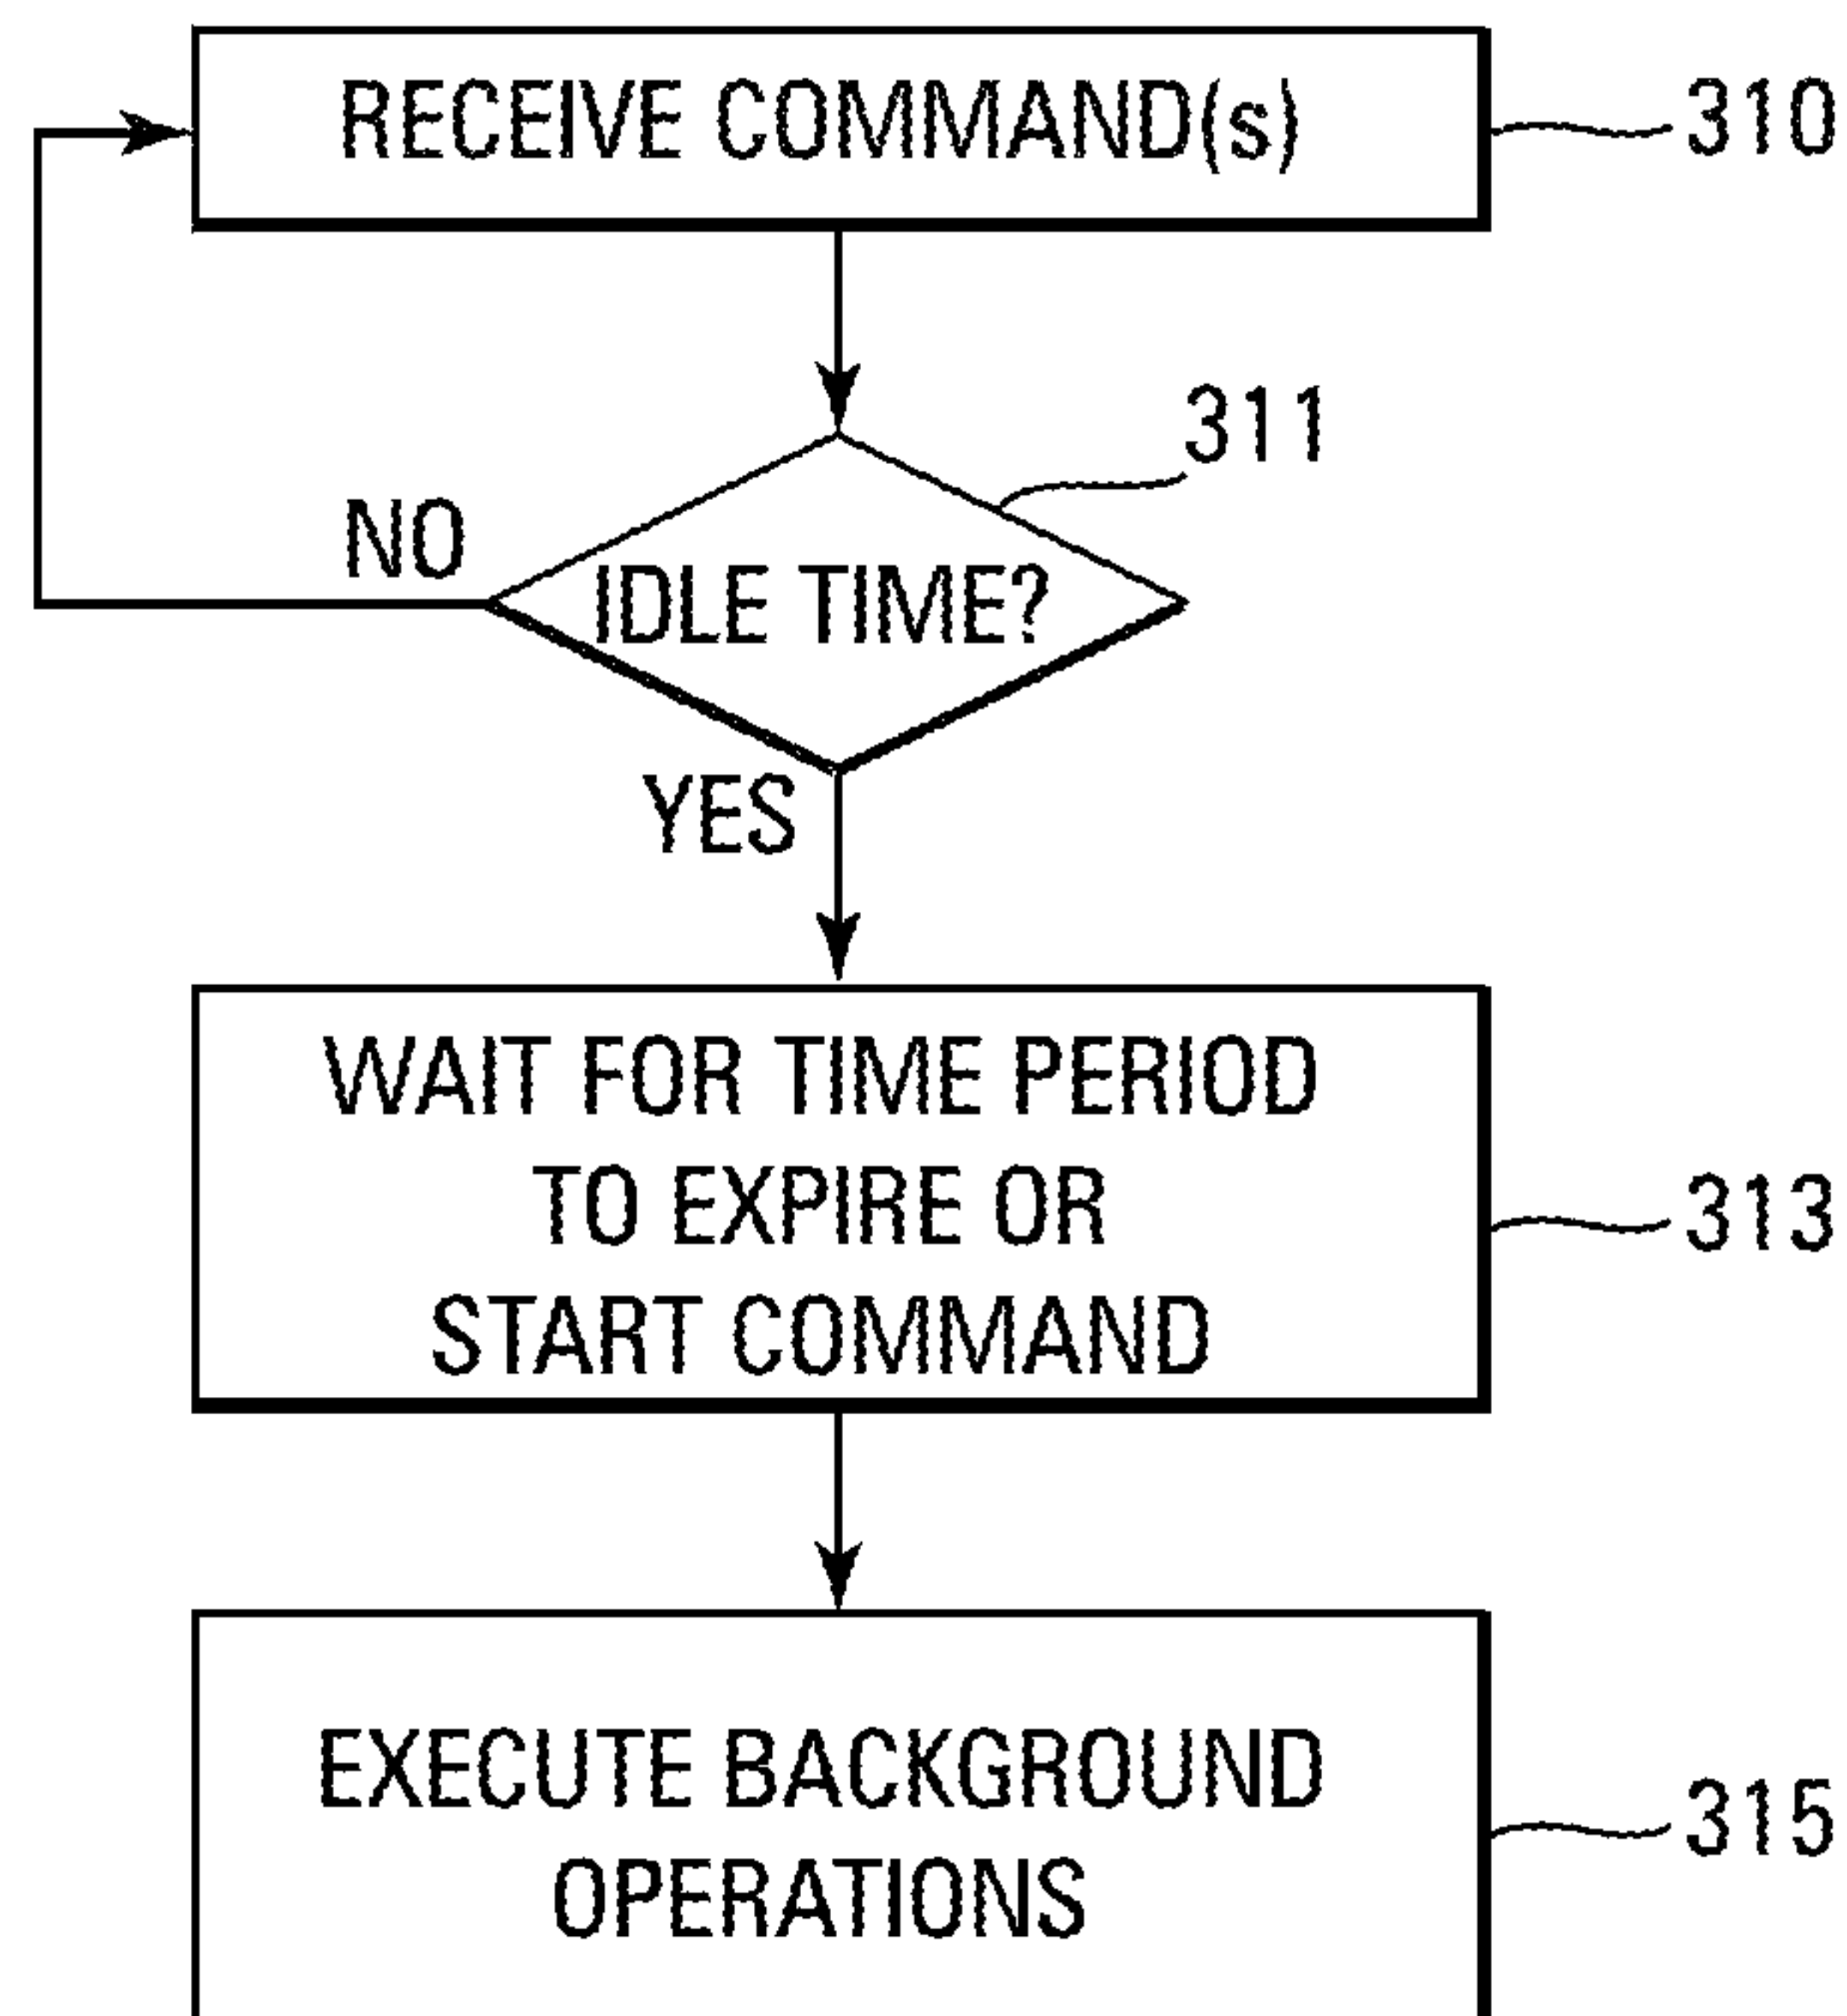 RECEIVE COMMAND(s)
310
311
NO
IDLE TIME?
YES
WAIT FOR TIME PERIOD
TO EXPIRE OR
START COMMAND
313
EXECUTE BACKGROUND
OPERATIONS
315